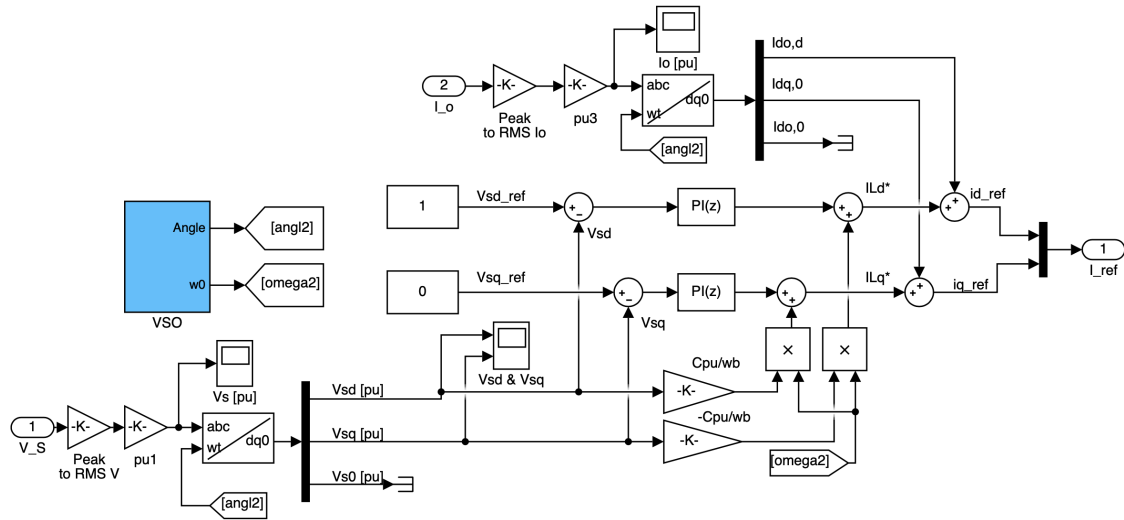 Io [pu]
Ido,d
2
I_o
-K-
Peak
to RMS Io
-K-
pu3
abc
wt
dq0
[angl2]
Idq,0
Ido,0
Angle
w0
VSO
[angl2]
[omega2]
1
Vsd_ref
+
−
Vsd
PI(z)
+
+
ILd*
+
+
id_ref
0
Vsq_ref
+
−
Vsq
PI(z)
+
+
ILq*
+
+
iq_ref
1
I_ref
×
×
Vsd & Vsq
Cpu/wb
-K-
-Cpu/wb
-K-
[omega2]
Vs [pu]
1
V_S
-K-
Peak
to RMS V
-K-
pu1
abc
wt
dq0
[angl2]
Vsd [pu]
Vsq [pu]
Vs0 [pu]